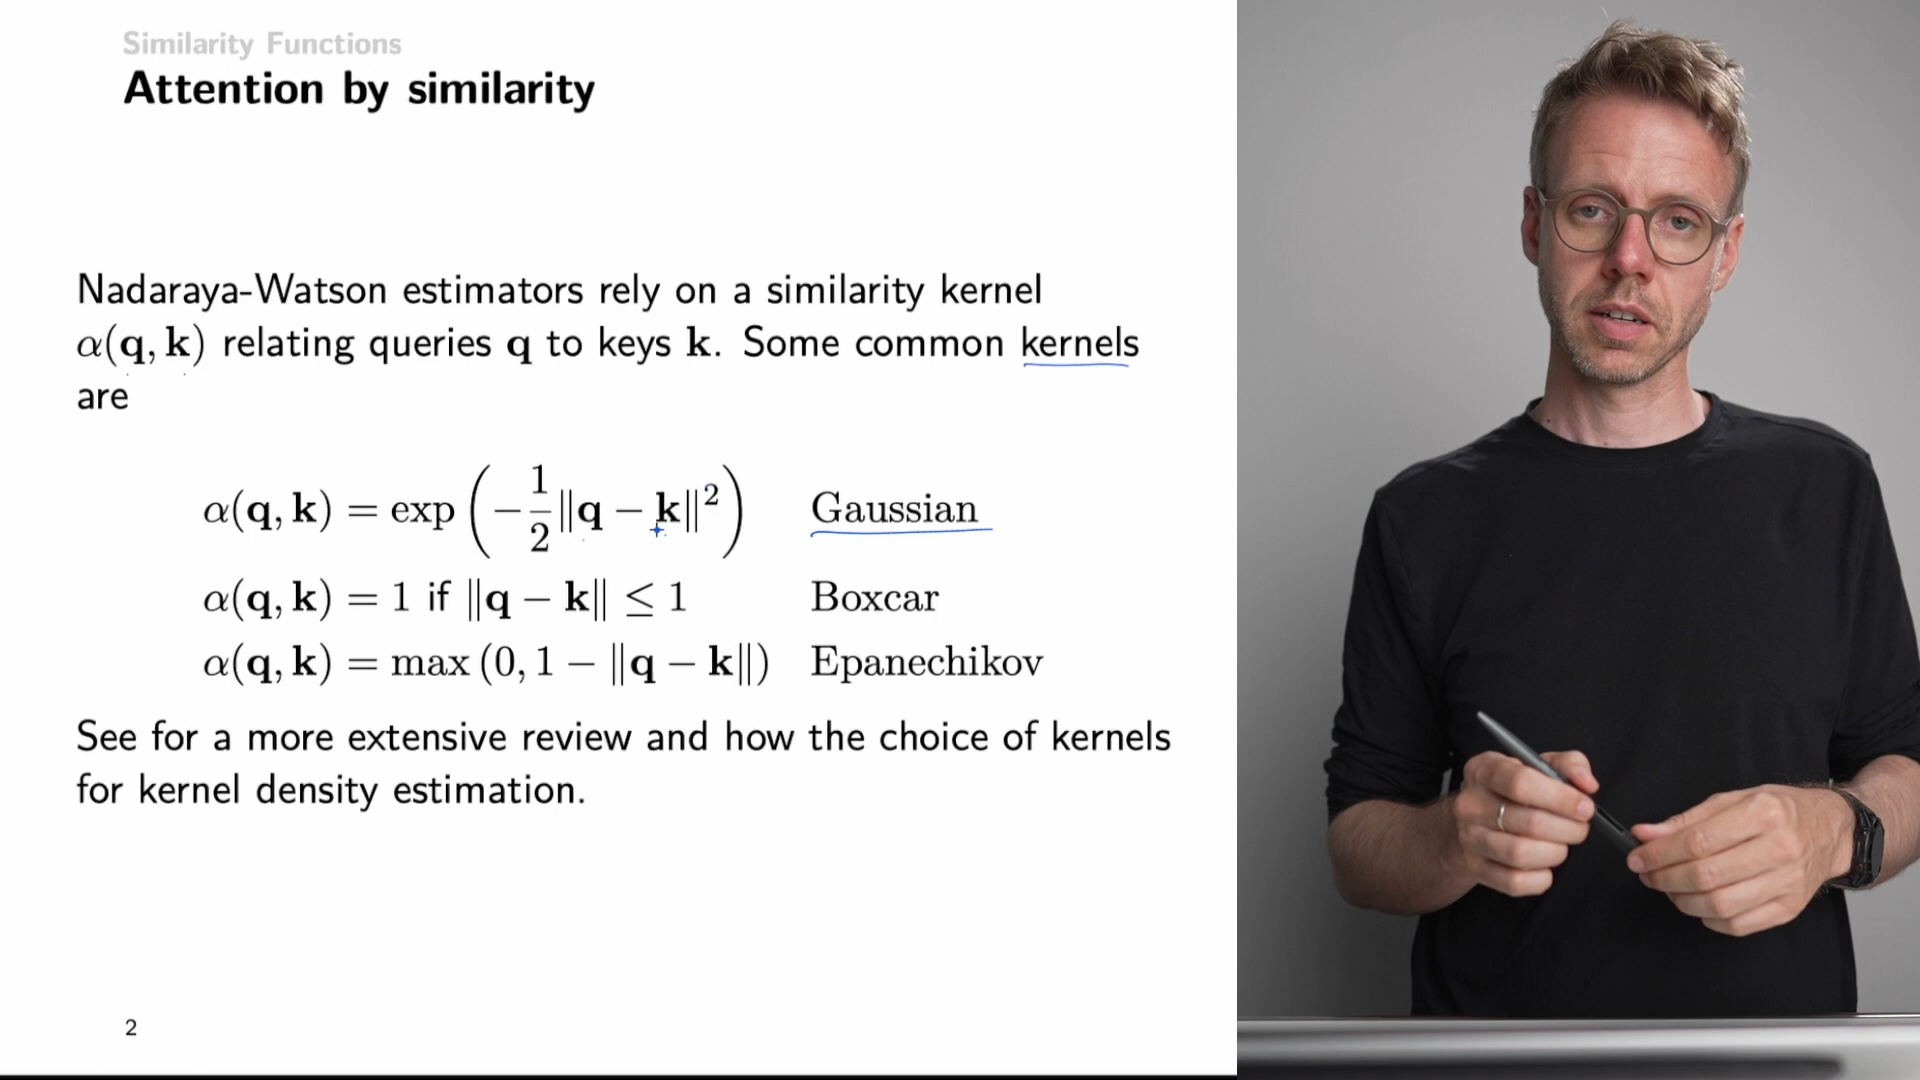 Similarity Functions
Attention by similarity
Nadaraya-Watson estimators rely on a similarity kernel
α(q, k) relating queries q to keys k. Some common kernels
are
α(q, k) = exp(−1/2‖q − k‖²) Gaussian
α(q, k) = 1 if ‖q − k‖ ≤ 1 Boxcar
α(q, k) = max (0, 1 − ‖q − k‖) Epanechikov
See for a more extensive review and how the choice of kernels
for kernel density estimation.
2